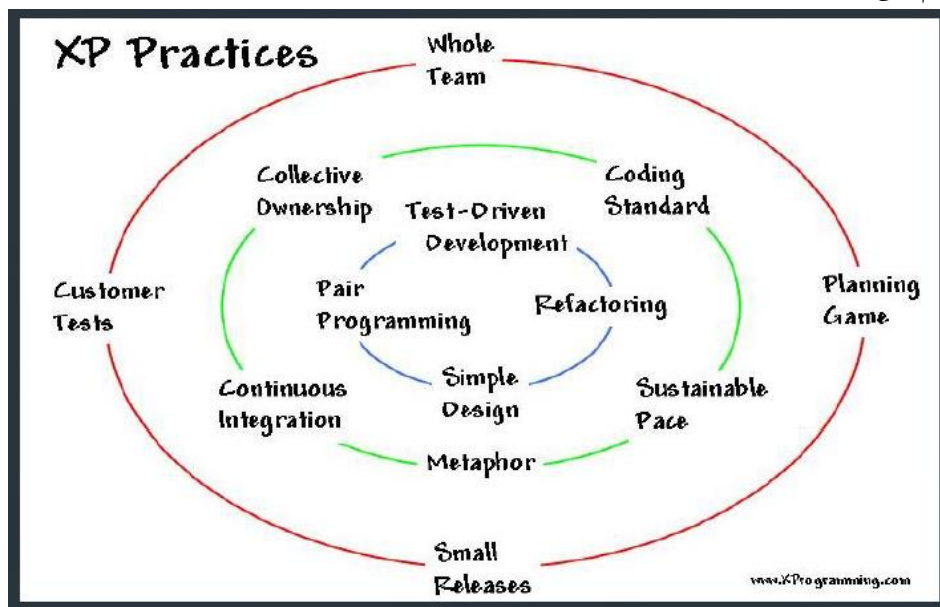 XP Practices
Whole
Team
Collective
Ownership
Coding
Standard
Test-Driven
Development
Customer
Tests
Pair
Programming
Refactoring
Planning
Game
Continuous
Integration
Simple
Design
Sustainable
Pace
Metaphor
Small
Releases
www.XProgramming.com